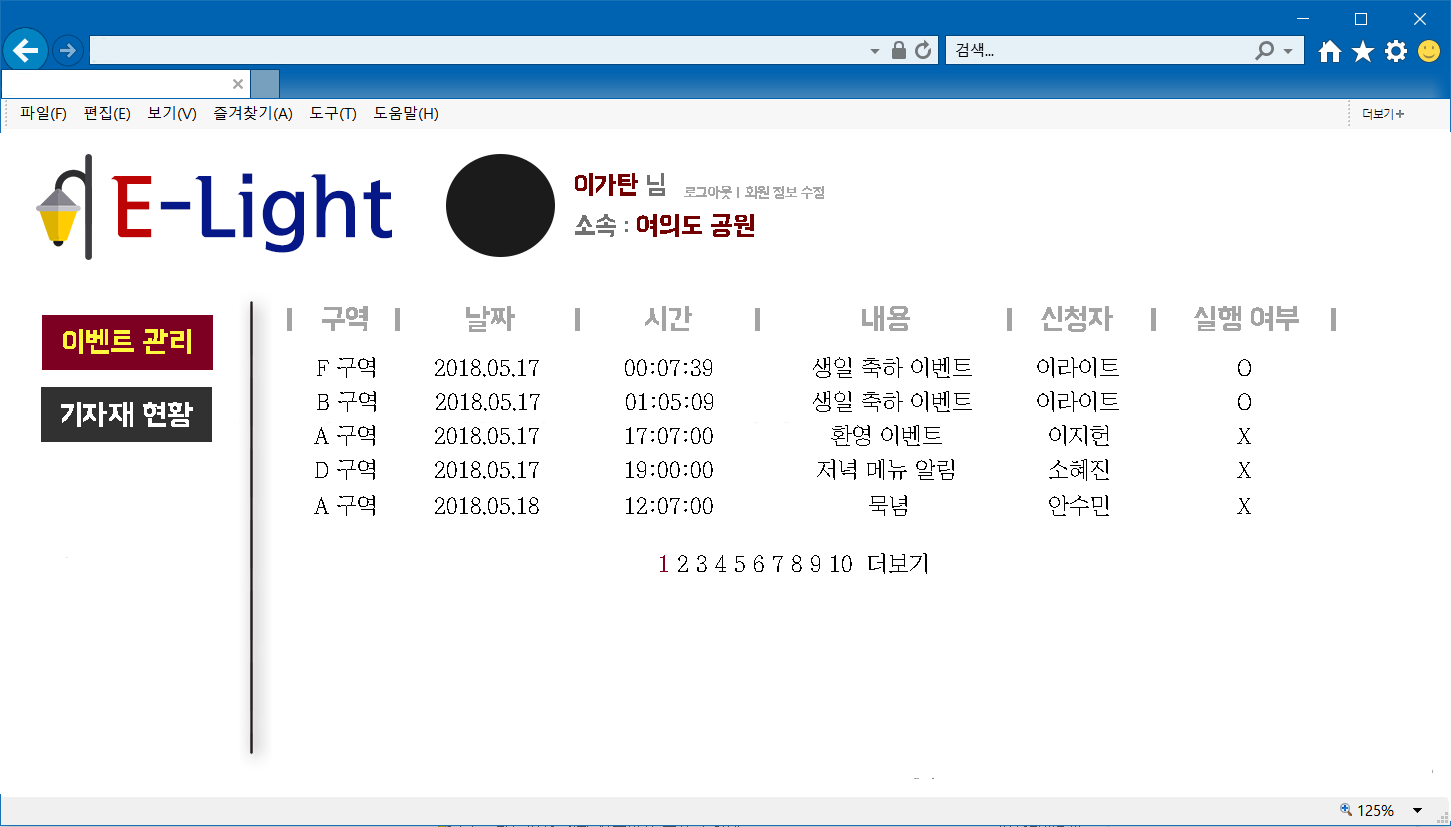 검색...
파일(F) 편집(E) 보기(V) 즐겨찾기(A) 도구(T) 도움말(H) 더보기+
E-Light
이가탄 님 로그아웃 | 회원 정보 수정
소속 : 여의도 공원
이벤트 관리
기자재 현황
| 구역 | 날짜 | 시간 | 내용 | 신청자 | 실행 여부 |
F 구역 2018.05.17 00:07:39 생일 축하 이벤트 이라이트 O
B 구역 2018.05.17 01:05:09 생일 축하 이벤트 이라이트 O
A 구역 2018.05.17 17:07:00 환영 이벤트 이지헌 X
D 구역 2018.05.17 19:00:00 저녁 메뉴 알림 소혜진 X
A 구역 2018.05.18 12:07:00 묵념 안수민 X
1 2 3 4 5 6 7 8 9 10 더보기
125%